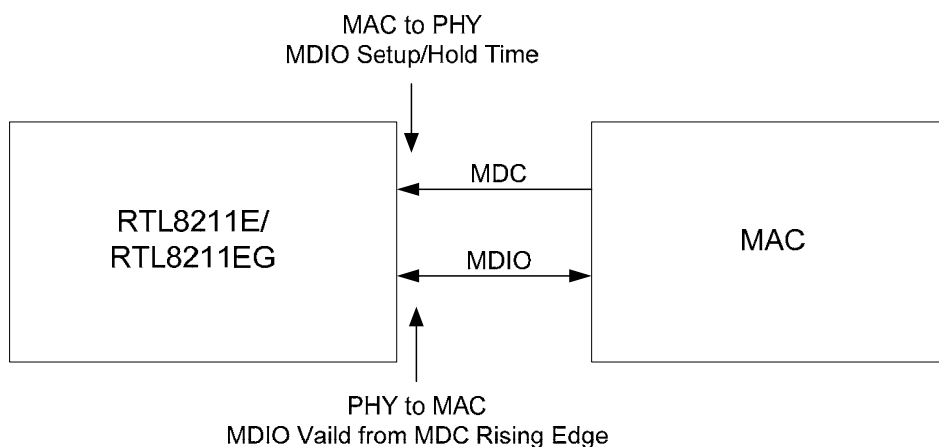 MAC to PHY
MDIO Setup/Hold Time
MDC
RTL8211E/
RTL8211EG
MAC
MDIO
PHY to MAC
MDIO Vaild from MDC Rising Edge